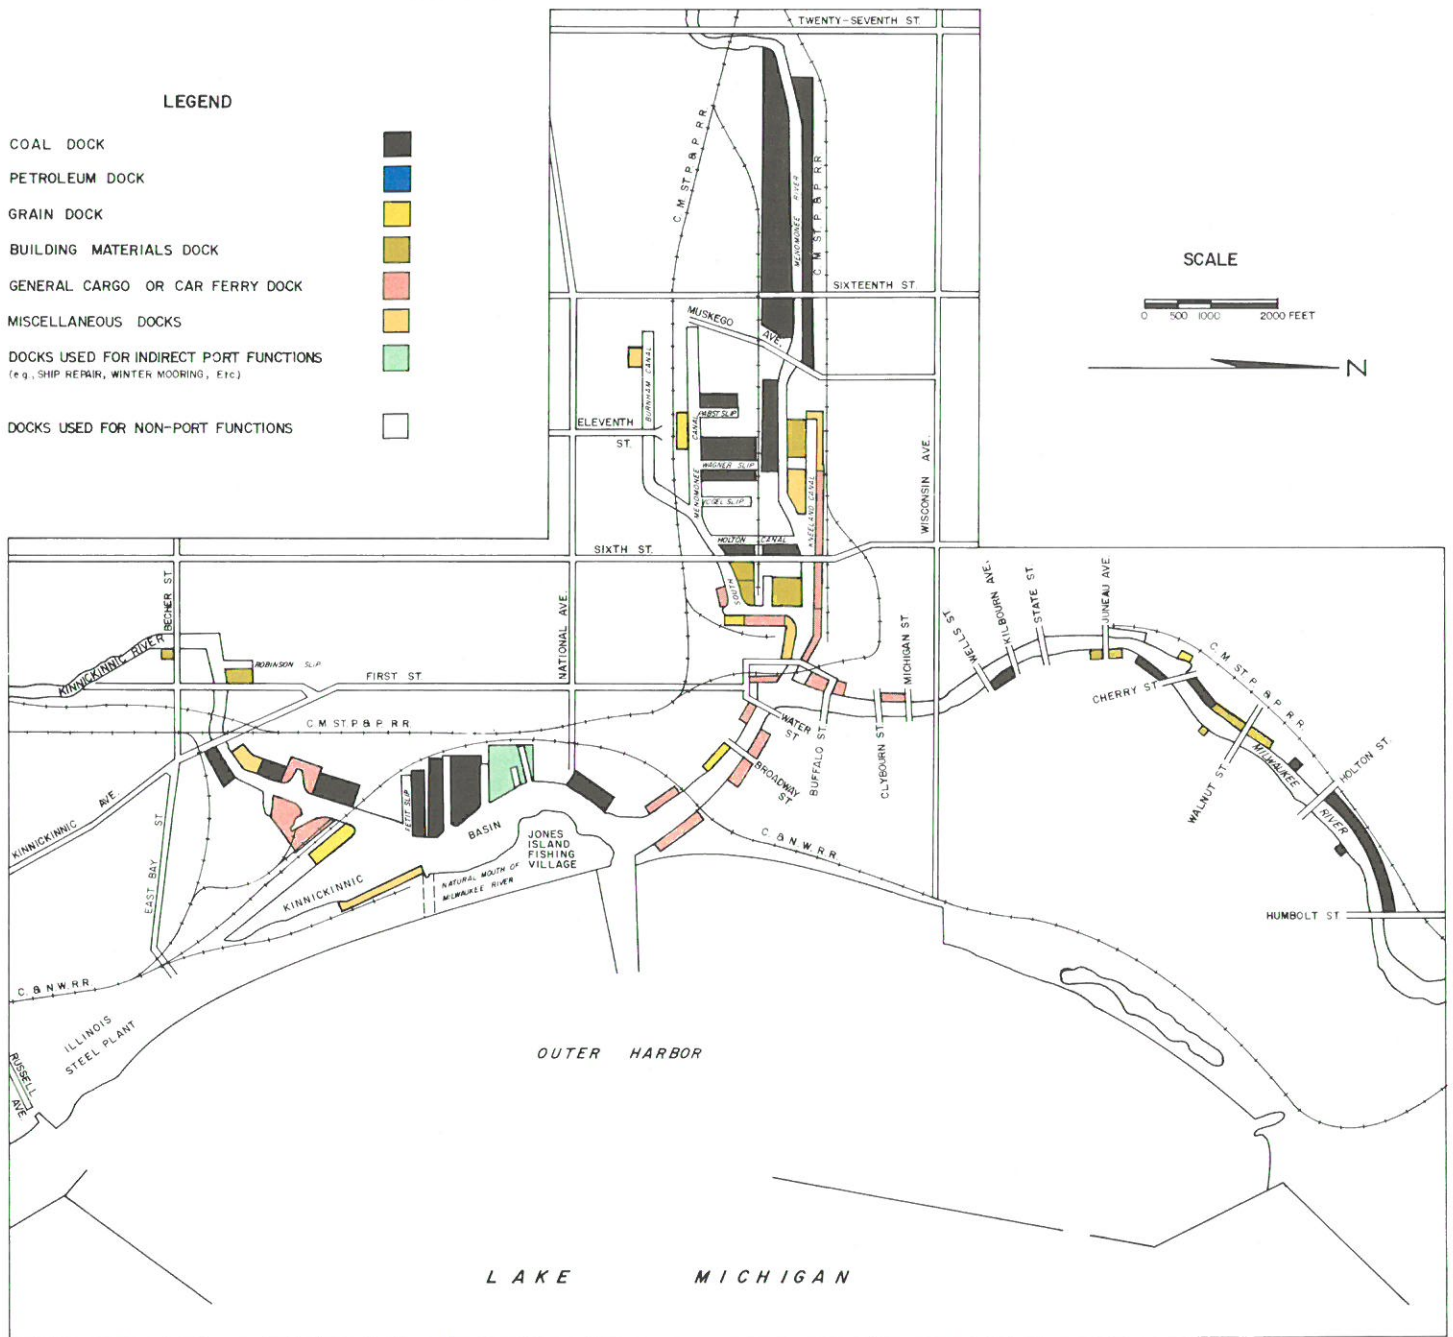 TWENTY-SEVENTH ST.
LEGEND
COAL DOCK
PETROLEUM DOCK
GRAIN DOCK
BUILDING MATERIALS DOCK
GENERAL CARGO OR CAR FERRY DOCK
MISCELLANEOUS DOCKS
DOCKS USED FOR INDIRECT PORT FUNCTIONS
(e.g., SHIP REPAIR, WINTER MOORING, Etc.)
DOCKS USED FOR NON-PORT FUNCTIONS
C. M. ST. P. & P. RR
MENOMONEE RIVER
C. M. ST. P. & P. RR
SCALE
0 500 1000 2000 FEET
N
SIXTEENTH ST.
MUSKEGO AVE.
BURNHAM CANAL
ELEVENTH ST.
PABST SLIP
MENOMONEE CANAL
WAGNER SLIP
VOGEL SLIP
KNEELAND CANAL
WISCONSIN AVE.
HOLTON CANAL
SIXTH ST.
SOUTH
BECHER ST.
NATIONAL AVE.
KINNICKINNIC RIVER
ROBINSON SLIP
FIRST ST.
C. M. ST. P. & P. RR.
WATER ST
BROADWAY ST
BUFFALO ST.
CLYBOURN ST.
MICHIGAN ST.
WELLS ST
KILBOURN AVE.
STATE ST.
JUNEAU AVE
CHERRY ST
C. M. ST. P. & P. RR.
WALNUT ST
MILWAUKEE RIVER
HOLTON ST.
HUMBOLT ST
KINNICKINNIC AVE.
EAST BAY ST
PETIT SLIP
BASIN
JONES
ISLAND
FISHING
VILLAGE
KINNICKINNIC
NATURAL MOUTH OF
MILWAUKEE RIVER
C. & N. W. RR.
C. & N. W. RR.
ILLINOIS
STEEL PLANT
RUSSELL AVE.
OUTER HARBOR
LAKE MICHIGAN